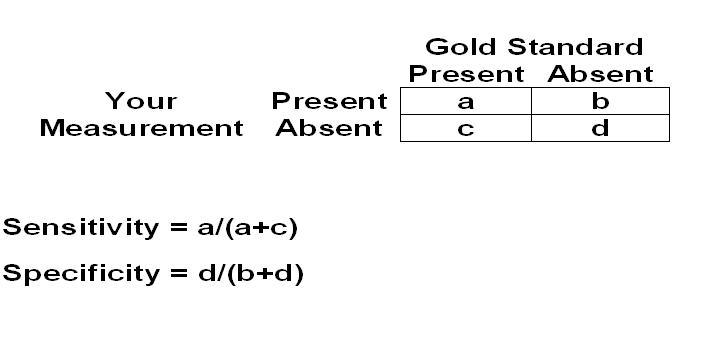 Gold Standard
Present Absent
Your Present a b
Measurement Absent c d
Sensitivity = a/(a+c)
Specificity = d/(b+d)